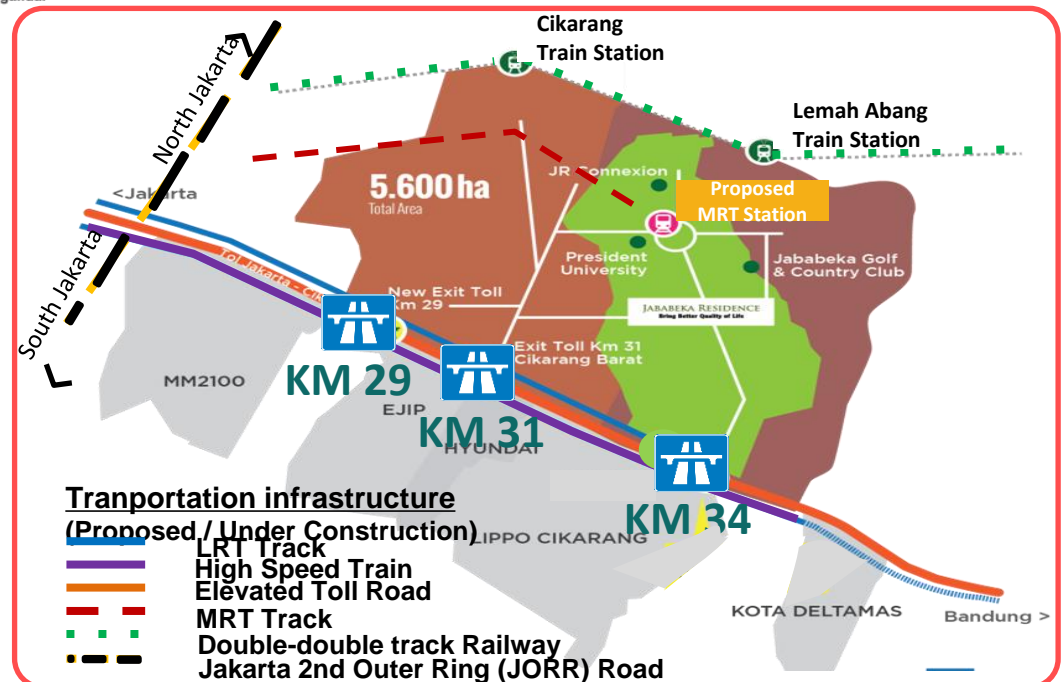 Cikarang
Train Station
North Jakarta
Lemah Abang
Train Station
JR Connexion
5.600 ha
Total Area
Proposed
MRT Station
<Jakarta
South Jakarta
President
University
Jababeka Golf
& Country Club
Tol Jakarta - Cik
New Exit Toll
Km 29
JABABEKA RESIDENCE
Bring Better Quality of Life
Exit Toll Km 31
Cikarang Barat
MM2100
KM 29
EJIP
KM 31
HYUNDAI
KM 34
LIPPO CIKARANG
KOTA DELTAMAS
Bandung >
Tranportation infrastructure
(Proposed / Under Construction)
LRT Track
High Speed Train
Elevated Toll Road
MRT Track
Double-double track Railway
Jakarta 2nd Outer Ring (JORR) Road